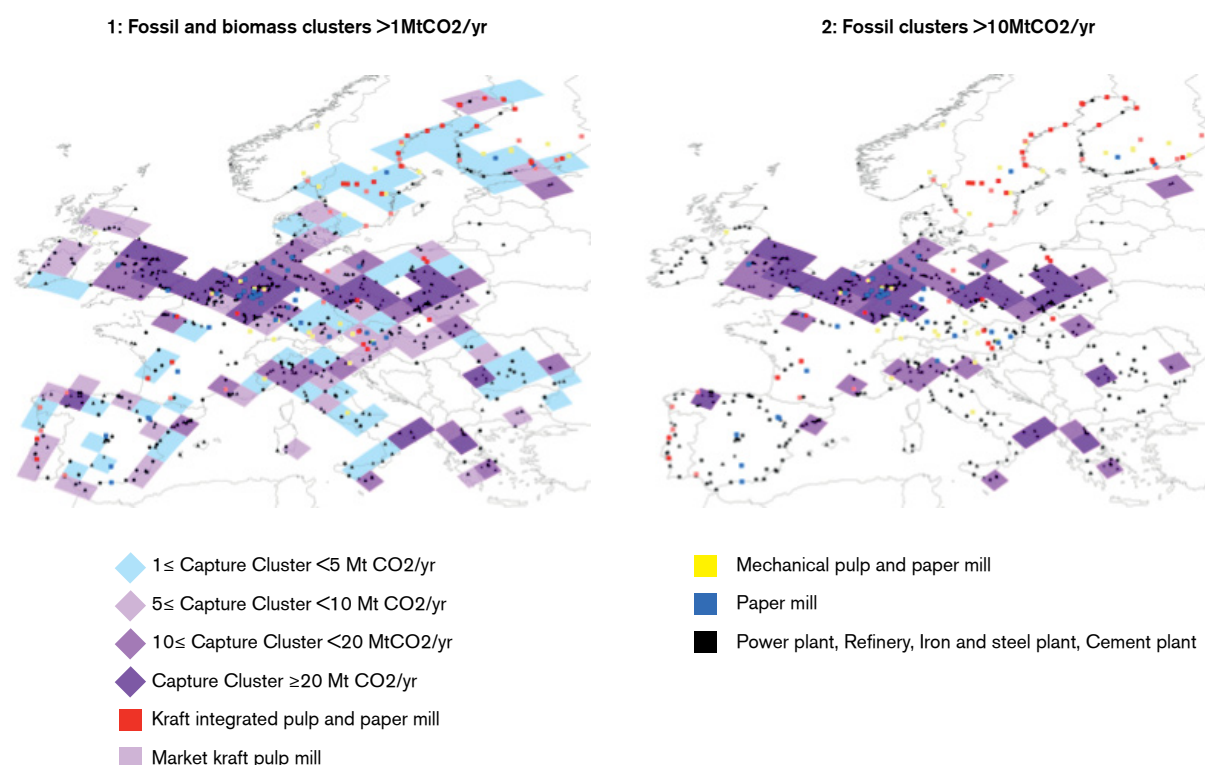 1: Fossil and biomass clusters >1MtCO2/yr
2: Fossil clusters >10MtCO2/yr
1≤ Capture Cluster <5 Mt CO2/yr
5≤ Capture Cluster <10 Mt CO2/yr
10≤ Capture Cluster <20 MtCO2/yr
Capture Cluster ≥20 Mt CO2/yr
Kraft integrated pulp and paper mill
Market kraft pulp mill
Mechanical pulp and paper mill
Paper mill
Power plant, Refinery, Iron and steel plant, Cement plant